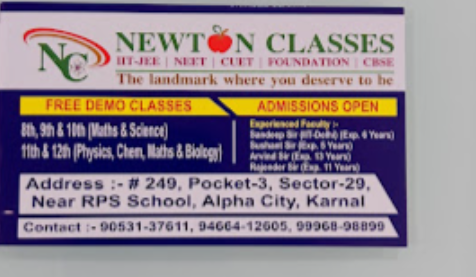 NC
NEWTON CLASSES
IIT-JEE | NEET | CUET | FOUNDATION | CBSE
The landmark where you deserve to be
FREE DEMO CLASSES
ADMISSIONS OPEN
8th, 9th & 10th (Maths & Science)
11th & 12th (Physics, Chem, Maths & Biology)
Experienced Faculty :-
Sandeep Sir (IIT-Delhi) (Exp. 6 Years)
Sushant Sir (Exp. 5 Years)
Arvind Sir (Exp. 13 Years)
Rajender Sir (Exp. 11 Years)
Address :- # 249, Pocket-3, Sector-29,
Near RPS School, Alpha City, Karnal
Contact :- 90531-37611, 94664-12605, 99968-98899